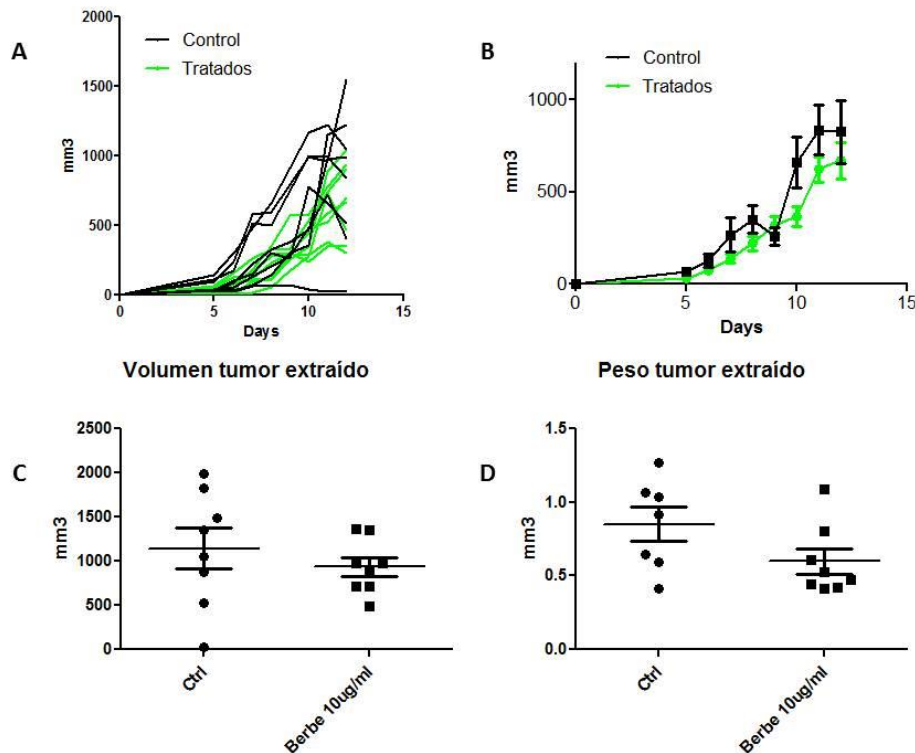 A
2000
1500
1000
500
0
mm3
0
5
10
15
Days
Control
Tratados
B
1000
500
0
mm3
0
5
10
15
Days
Control
Tratados
Volumen tumor extraído
C
2500
2000
1500
1000
500
0
mm3
Ctrl
Berbe 10ug/ml
Peso tumor extraído
D
1.5
1.0
0.5
0.0
mm3
Ctrl
Berbe 10ug/ml